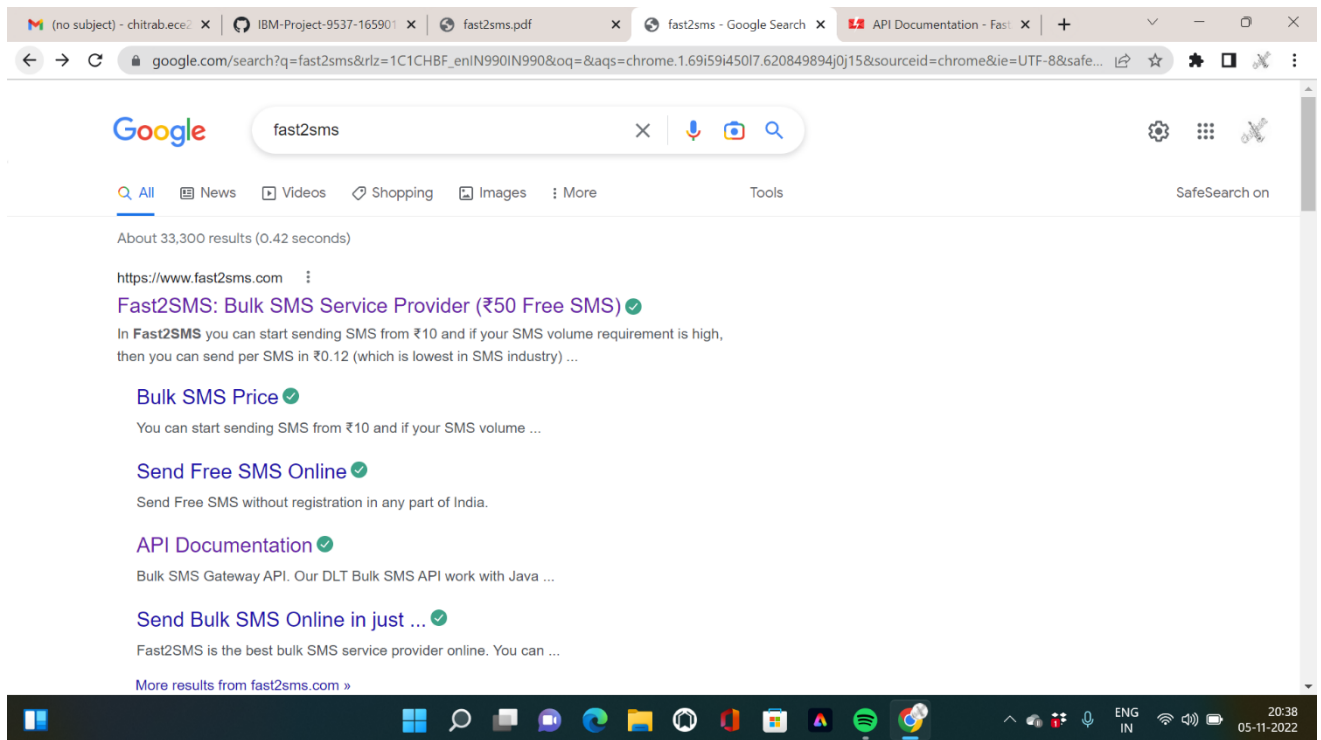 (no subject) - chitrab.ece2
IBM-Project-9537-165901
fast2sms.pdf
fast2sms - Google Search
API Documentation - Fast
google.com/search?q=fast2sms&rlz=1C1CHBF_enIN990IN990&oq=&aqs=chrome.1.69i59i450l7.620849894j0j15&sourceid=chrome&ie=UTF-8&safe...
Google
fast2sms
All
News
Videos
Shopping
Images
More
Tools
SafeSearch on
About 33,300 results (0.42 seconds)
https://www.fast2sms.com
Fast2SMS: Bulk SMS Service Provider (₹50 Free SMS)
In Fast2SMS you can start sending SMS from ₹10 and if your SMS volume requirement is high,
then you can send per SMS in ₹0.12 (which is lowest in SMS industry) ...
Bulk SMS Price
You can start sending SMS from ₹10 and if your SMS volume ...
Send Free SMS Online
Send Free SMS without registration in any part of India.
API Documentation
Bulk SMS Gateway API. Our DLT Bulk SMS API work with Java ...
Send Bulk SMS Online in just ...
Fast2SMS is the best bulk SMS service provider online. You can ...
More results from fast2sms.com »
ENG
IN
20:38
05-11-2022